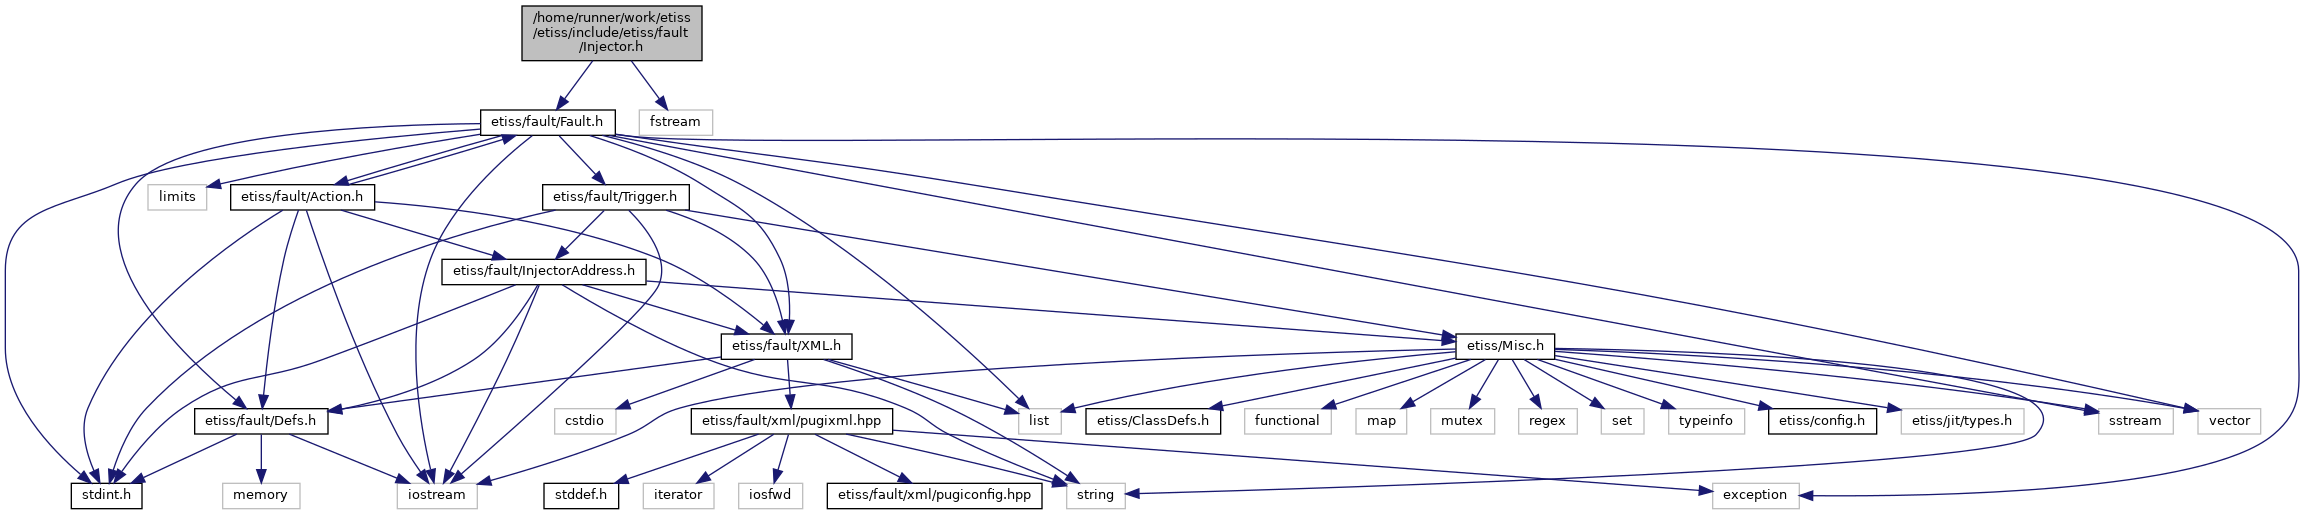 /home/runner/work/etiss
/etiss/include/etiss/fault
/Injector.h
etiss/fault/Fault.h
fstream
limits
etiss/fault/Action.h
etiss/fault/Trigger.h
etiss/fault/InjectorAddress.h
etiss/fault/XML.h
etiss/Misc.h
etiss/fault/Defs.h
cstdio
etiss/fault/xml/pugixml.hpp
list
etiss/ClassDefs.h
functional
map
mutex
regex
set
typeinfo
etiss/config.h
etiss/jit/types.h
sstream
vector
stdint.h
memory
iostream
stddef.h
iterator
iosfwd
etiss/fault/xml/pugiconfig.hpp
string
exception